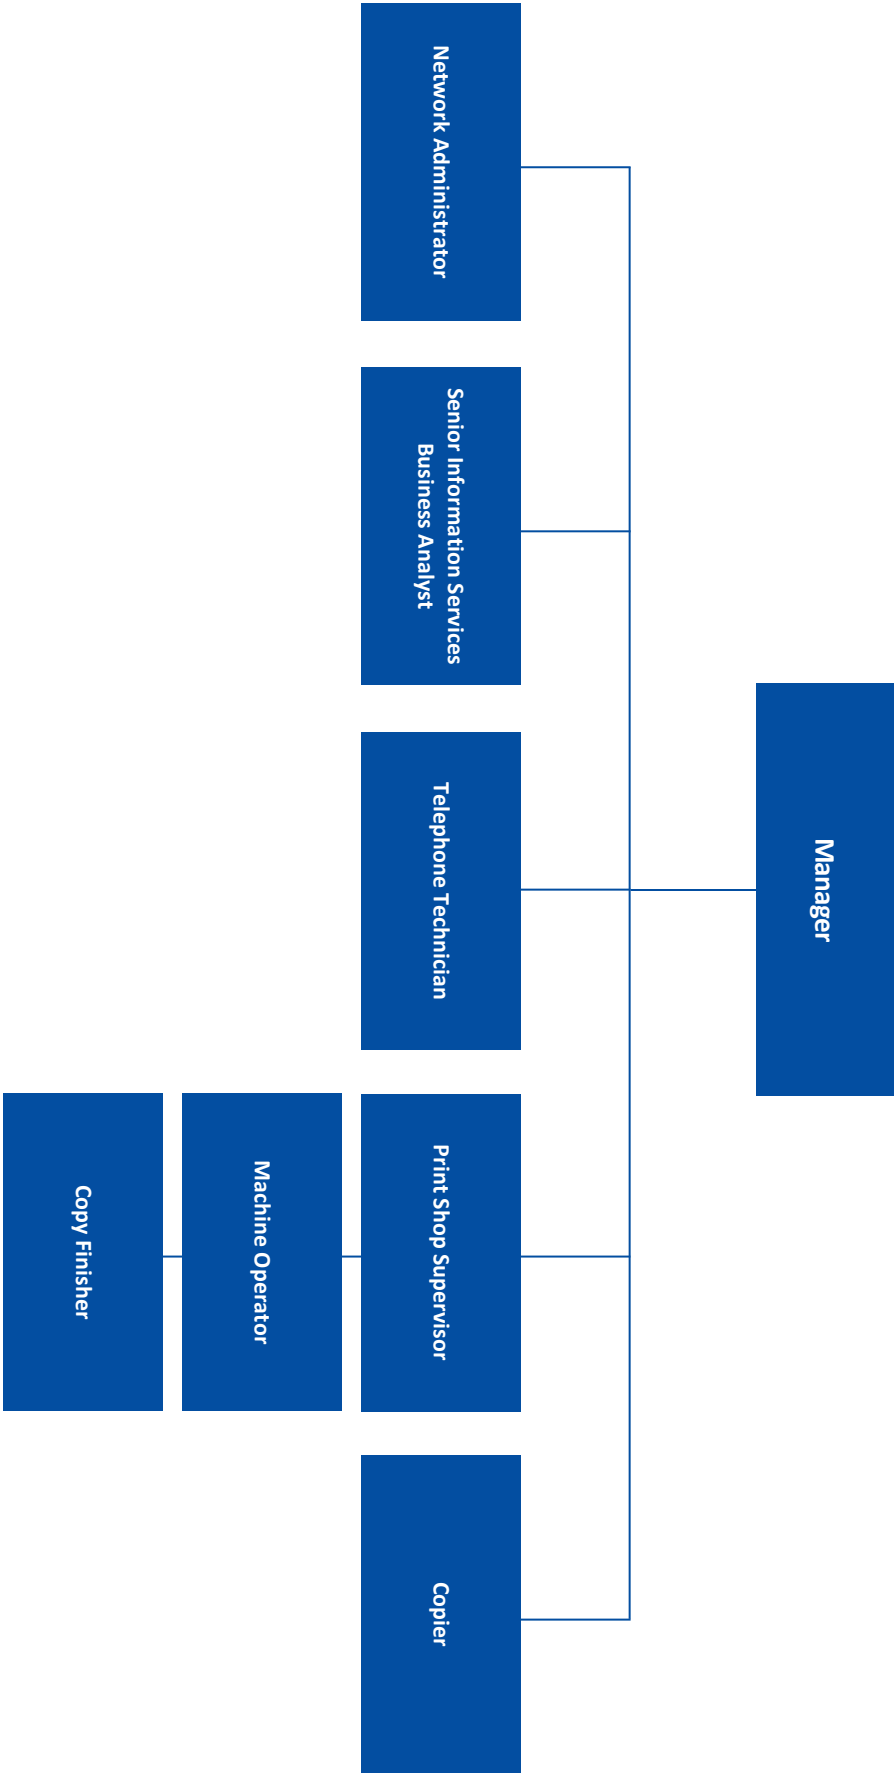 Manager
Network Administrator
Senior Information Services
Business Analyst
Telephone Technician
Print Shop Supervisor
Copier
Machine Operator
Copy Finisher